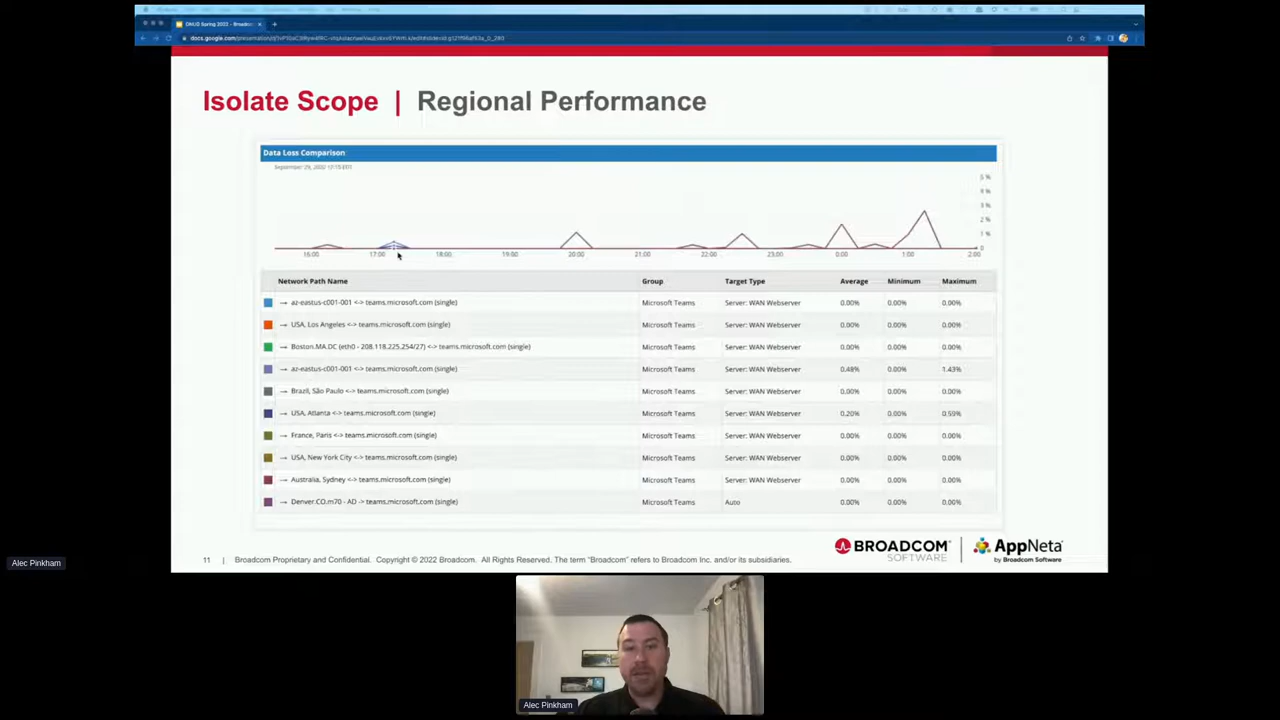 DNUG Spring 2022 - Broadcom
Isolate Scope | Regional Performance
Data Loss Comparison
5 %
4 %
3 %
2 %
1 %
0
16:00 17:00 18:00 19:00 20:00 21:00 22:00 23:00 0:00 1:00 2:00
Network Path Name Group Target Type Average Minimum Maximum
→ az-eastus-c001-001 <-> teams.microsoft.com (single) Microsoft Teams Server: WAN Webserver 0.00% 0.00% 0.00%
→ USA, Los Angeles <-> teams.microsoft.com (single) Microsoft Teams Server: WAN Webserver 0.00% 0.00% 0.00%
→ Boston.MA.DC (eth0 - 208.118.225.254/27) <-> teams.microsoft.com (single) Microsoft Teams Server: WAN Webserver 0.00% 0.00% 0.00%
→ az-eastus-c001-001 <-> teams.microsoft.com (single) Microsoft Teams Server: WAN Webserver 0.48% 0.00% 1.43%
→ Brazil, São Paulo <-> teams.microsoft.com (single) Microsoft Teams Server: WAN Webserver 0.00% 0.00% 0.00%
→ USA, Atlanta <-> teams.microsoft.com (single) Microsoft Teams Server: WAN Webserver 0.20% 0.00% 0.59%
→ France, Paris <-> teams.microsoft.com (single) Microsoft Teams Server: WAN Webserver 0.00% 0.00% 0.00%
→ USA, New York City <-> teams.microsoft.com (single) Microsoft Teams Server: WAN Webserver 0.00% 0.00% 0.00%
→ Australia, Sydney <-> teams.microsoft.com (single) Microsoft Teams Server: WAN Webserver 0.00% 0.00% 0.00%
→ Denver.CO.m70 - AD -> teams.microsoft.com (single) Microsoft Teams Auto 0.00% 0.00% 0.00%
11 | Broadcom Proprietary and Confidential. Copyright © 2022 Broadcom. All Rights Reserved. The term “Broadcom” refers to Broadcom Inc. and/or its subsidiaries.
BROADCOM
SOFTWARE
AppNeta
by Broadcom Software
Alec Pinkham
Alec Pinkham